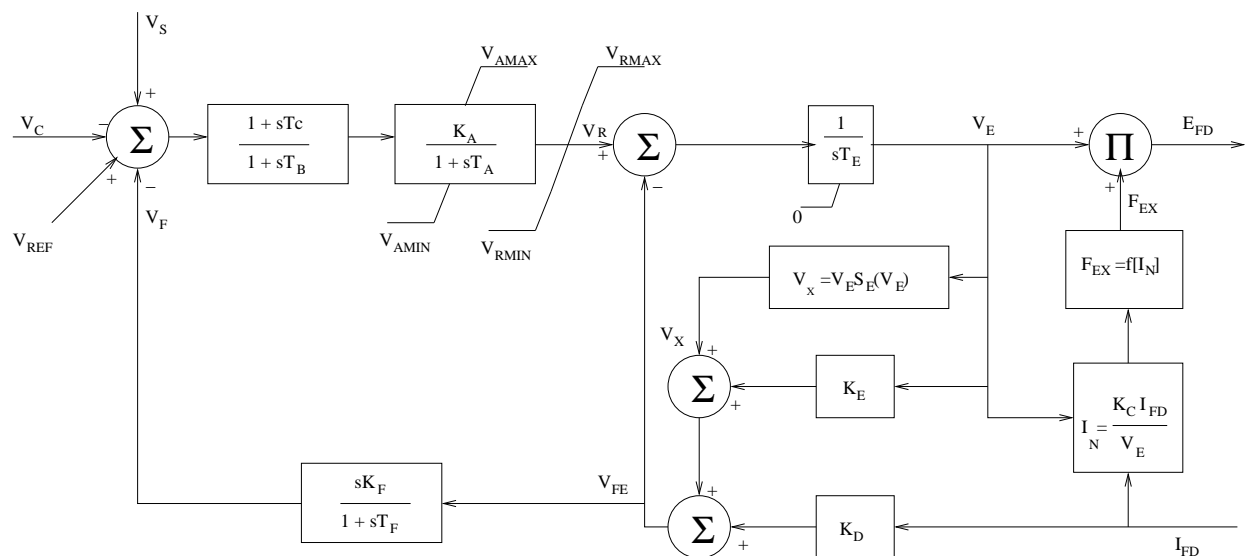 V_S
V_AMAX
V_RMAX
+
V_C
−
Σ
1 + sTc
1 + sT_B
K_A
1 + sT_A
V_R
+
Σ
−
1
sT_E
0
V_E
+
Π
E_FD
+
+
−
V_REF
V_F
V_AMIN
V_RMIN
F_EX
F_EX =f[I_N]
V_X =V_E S_E(V_E)
V_X
+
Σ
+
K_E
I_N = K_C I_FD
V_E
sK_F
1 + sT_F
V_FE
+
Σ
+
K_D
I_FD